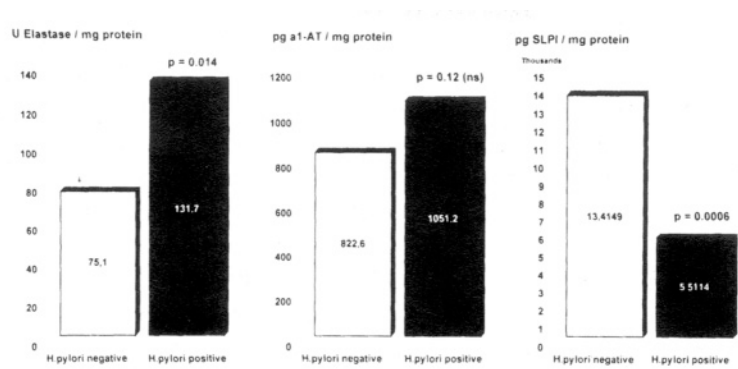 U Elastase / mg protein
p = 0.014
140
120
100
80
60
40
20
0
75,1
131,7
H.pylori negative
H.pylori positive
pg a1-AT / mg protein
p = 0.12 (ns)
1200
1000
800
600
400
200
0
822,6
1051,2
H.pylori negative
H.pylori positive
pg SLPI / mg protein
Thousands
15
14
13
12
11
10
9
8
7
6
5
4
3
2
1
0
13,4149
p = 0.0006
5 5114
H.pylori negative
H.pylori positive